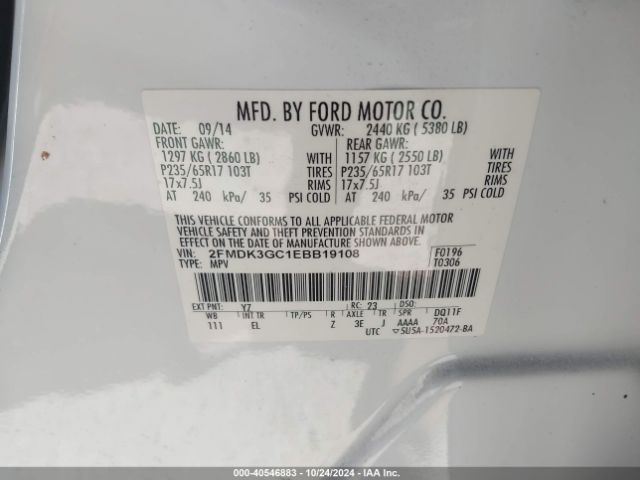 MFD. BY FORD MOTOR CO.
DATE: 09/14 GVWR: 2440 KG ( 5380 LB)
FRONT GAWR: REAR GAWR:
1297 KG ( 2860 LB) WITH 1157 KG ( 2550 LB) WITH
P235/65R17 103T TIRES P235/65R17 103T TIRES
17x7.5J RIMS 17x7.5J RIMS
AT 240 kPa/ 35 PSI COLD AT 240 kPa/ 35 PSI COLD
THIS VEHICLE CONFORMS TO ALL APPLICABLE FEDERAL MOTOR
VEHICLE SAFETY AND BUMPER STANDARDS IN
EFFECT ON THE DATE OF MANUFACTURE SHOWN ABOVE.
VIN: 2FMDK3GC1EBB19108 F0196
TYPE: MPV T0306
EXT PNT: Y7 RC: 23 DSO:
WB INT TR TP/PS R AXLE TR SPR DQ11F
111 EL Z 3E J AAAA 70A
UTC 5U5A-1520472-BA
000-40546883 - 10/24/2024 - IAA Inc.